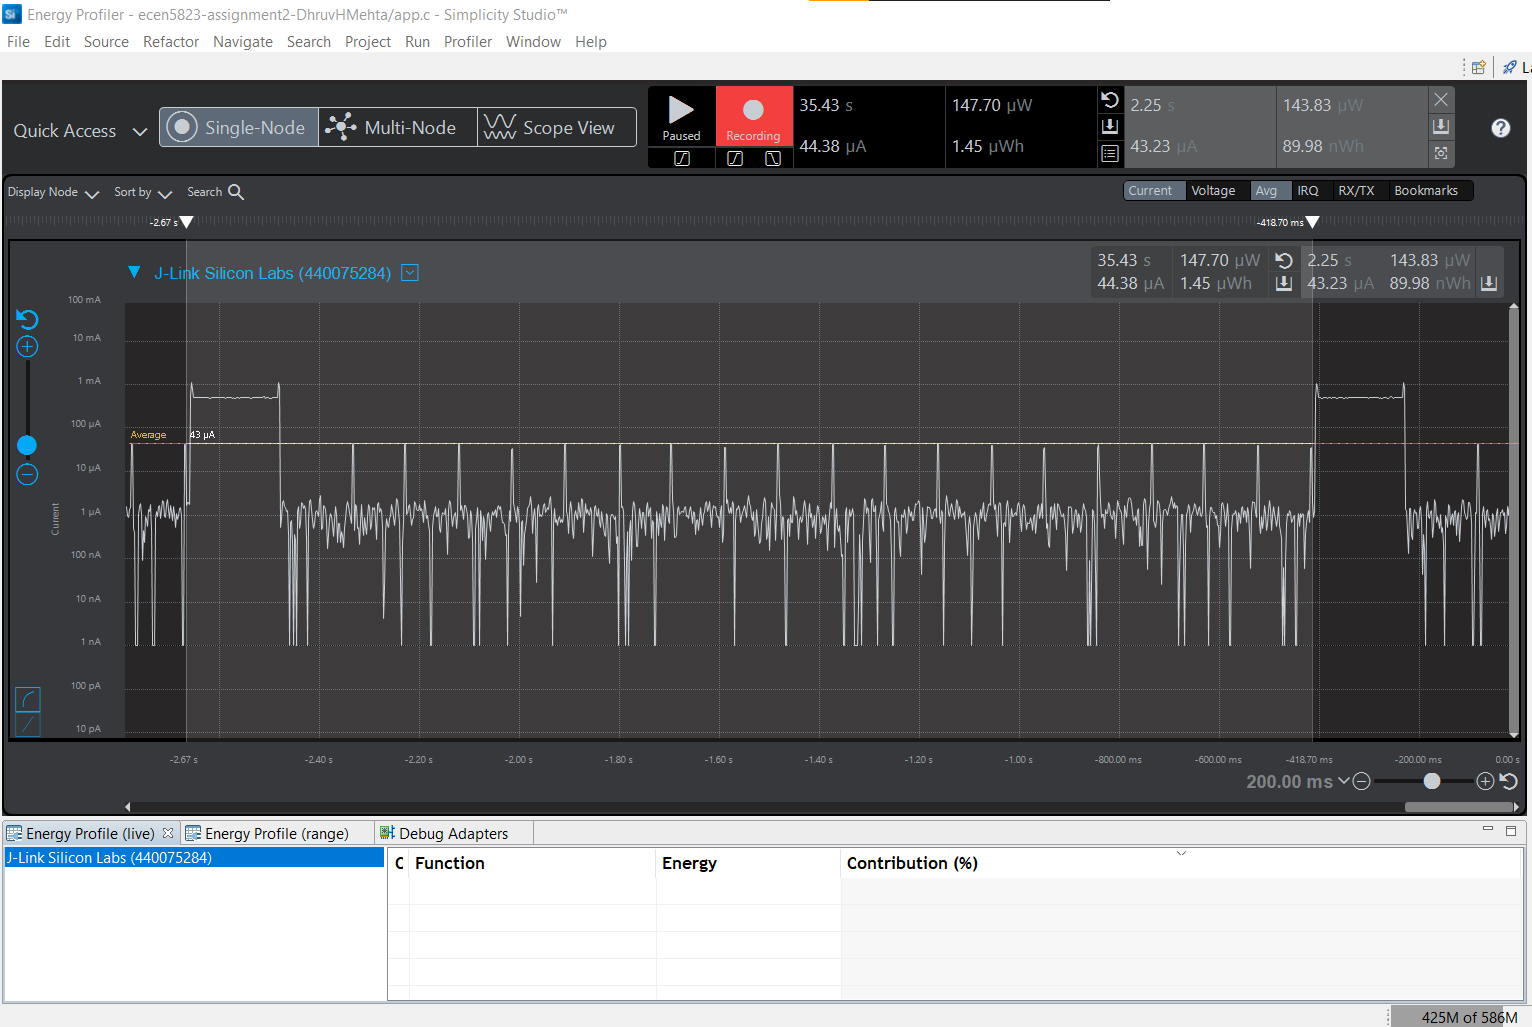 Energy Profiler - ecen5823-assignment2-DhruvHMehta/app.c - Simplicity Studio™
File Edit Source Refactor Navigate Search Project Run Profiler Window Help
Quick Access Single-Node Multi-Node Scope View
Paused Recording
35.43 s 147.70 µW 2.25 s 143.83 µW
44.38 µA 1.45 µWh 43.23 µA 89.98 nWh
Display Node Sort by Search Current Voltage Avg IRQ RX/TX Bookmarks
-2.67 s -418.70 ms
J-Link Silicon Labs (440075284)
35.43 s 147.70 µW 2.25 s 143.83 µW
44.38 µA 1.45 µWh 43.23 µA 89.98 nWh
100 mA
10 mA
1 mA
100 µA
Average 43 µA
10 µA
1 µA
Current
100 nA
10 nA
1 nA
100 pA
10 pA
-2.67 s -2.40 s -2.20 s -2.00 s -1.80 s -1.60 s -1.40 s -1.20 s -1.00 s -800.00 ms -600.00 ms -418.70 ms -200.00 ms 0.00 s
200.00 ms
Energy Profile (live) Energy Profile (range) Debug Adapters
J-Link Silicon Labs (440075284)
C Function Energy Contribution (%)
425M of 586M